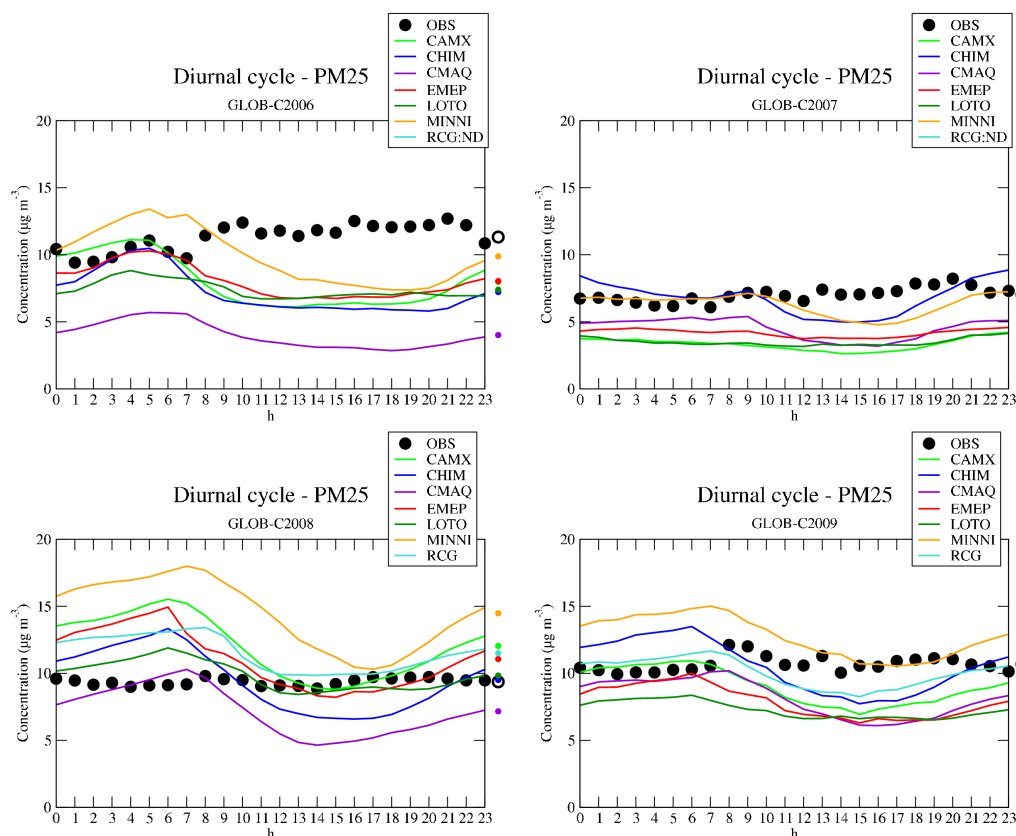 OBS
CAMX
CHIM
CMAQ
EMEP
LOTO
MINNI
RCG:ND
Diurnal cycle - PM25
GLOB-C2006
20
15
10
5
0
Concentration (µg m⁻³)
0 1 2 3 4 5 6 7 8 9 10 11 12 13 14 15 16 17 18 19 20 21 22 23
h
OBS
CAMX
CHIM
CMAQ
EMEP
LOTO
MINNI
RCG:ND
Diurnal cycle - PM25
GLOB-C2007
20
15
10
5
0
Concentration (µg m⁻³)
0 1 2 3 4 5 6 7 8 9 10 11 12 13 14 15 16 17 18 19 20 21 22 23
h
OBS
CAMX
CHIM
CMAQ
EMEP
LOTO
MINNI
RCG
Diurnal cycle - PM25
GLOB-C2008
20
15
10
5
0
Concentration (µg m⁻³)
0 1 2 3 4 5 6 7 8 9 10 11 12 13 14 15 16 17 18 19 20 21 22 23
h
OBS
CAMX
CHIM
CMAQ
EMEP
LOTO
MINNI
RCG
Diurnal cycle - PM25
GLOB-C2009
20
15
10
5
0
Concentration (µg m⁻³)
0 1 2 3 4 5 6 7 8 9 10 11 12 13 14 15 16 17 18 19 20 21 22 23
h